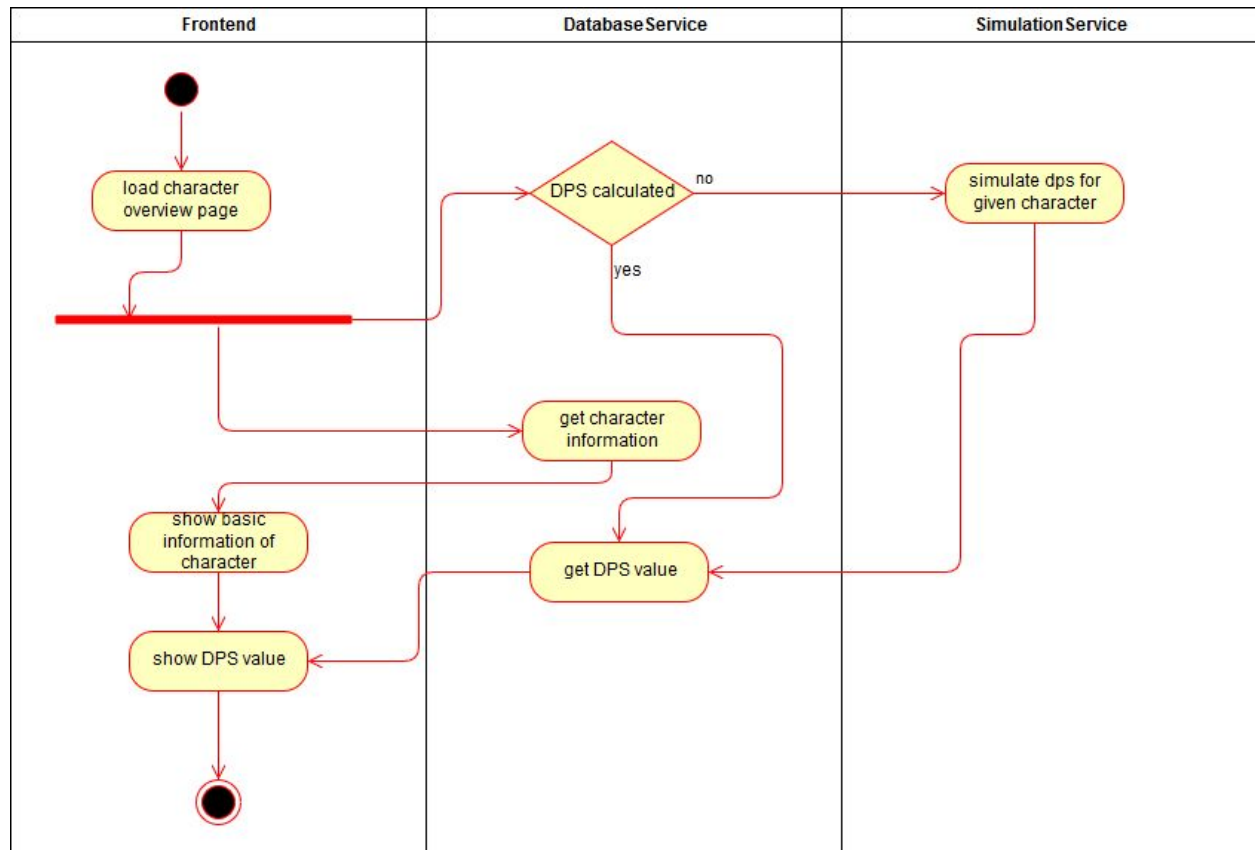 Frontend
DatabaseService
SimulationService
load character
overview page
DPS calculated
no
simulate dps for
given character
yes
get character
information
show basic
information of
character
get DPS value
show DPS value